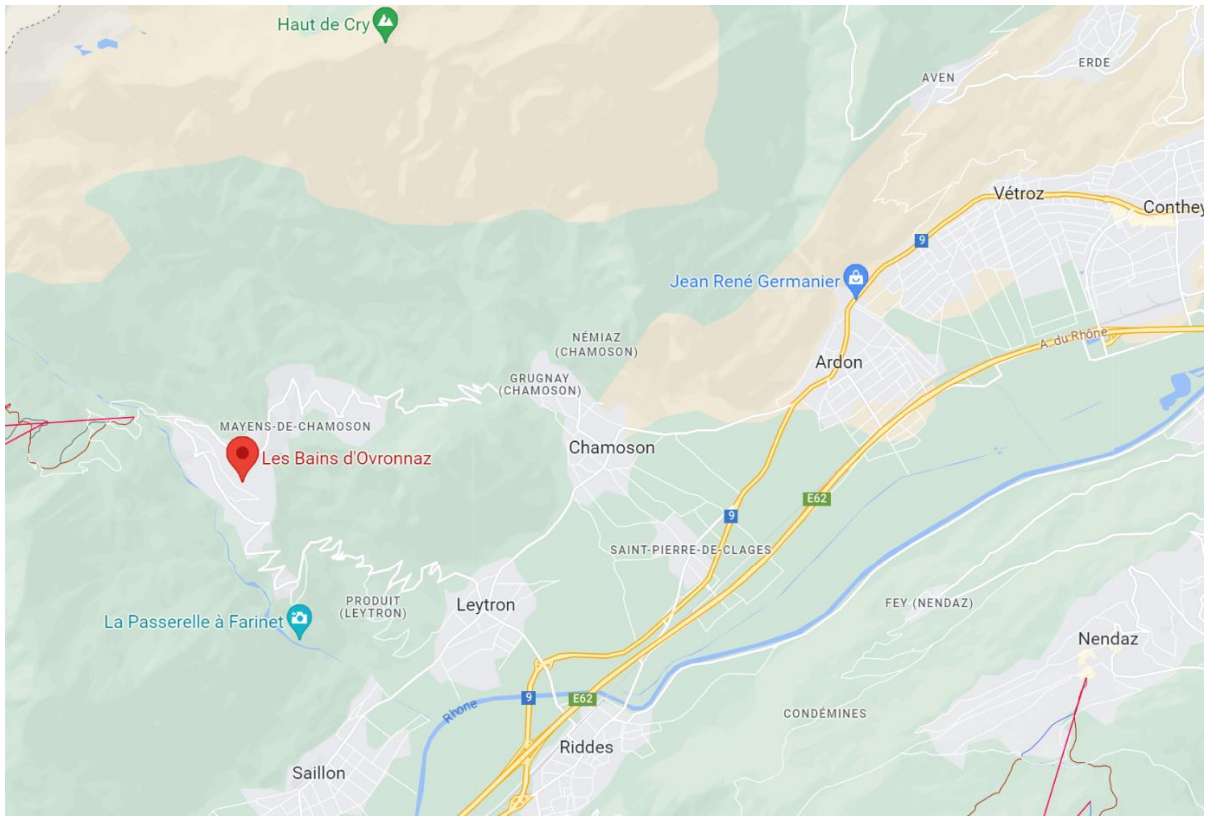 Haut de Cry
ERDE
AVEN
Vétroz
Conthey
9
Jean René Germanier
A. du Rhône
NÉMIAZ
(CHAMOSON)
Ardon
GRUGNAY
(CHAMOSON)
MAYENS-DE-CHAMOSON
Chamoson
Les Bains d'Ovronnaz
E62
9
SAINT-PIERRE-DE-CLAGES
PRODUIT
(LEYTRON)
Leytron
FEY (NENDAZ)
La Passerelle à Farinet
Nendaz
9
E62
Rhone
CONDÉMINES
Riddes
Saillon